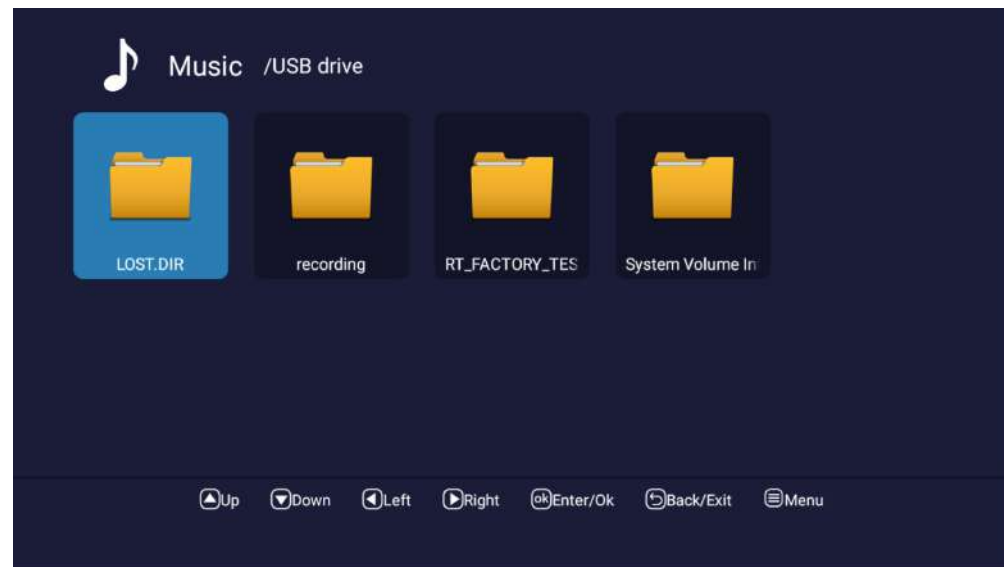 Music /USB drive
LOST.DIR recording RT_FACTORY_TES System Volume In
Up Down Left Right ok Enter/Ok Back/Exit Menu